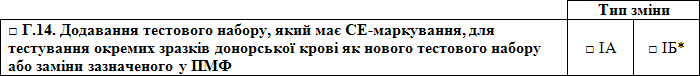 Тип зміни
□ Г.14. Додавання тестового набору, який має СЕ-маркування, для
тестування окремих зразків донорської крові як нового тестового набору
або заміни зазначеного у ПМФ
□ ІА
□ ІБ*